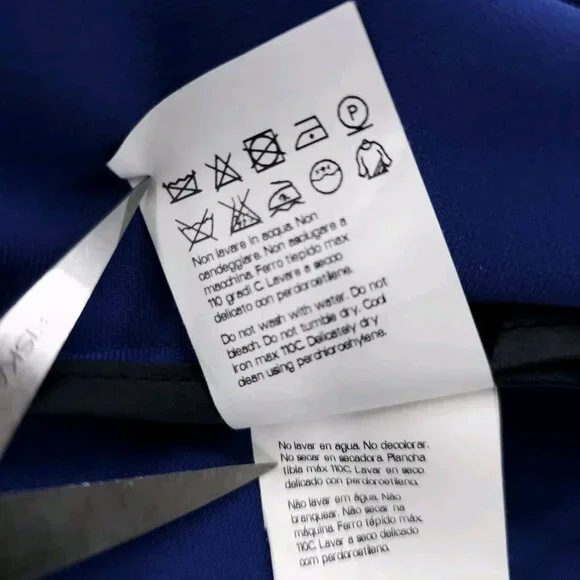 P
Non lavare in acqua. Non
candeggiare. Non asciugare a
macchina. Ferro tiepido max
110 gradi C. Lavare a secco
delicato con percloroetilene.
Do not wash with water. Do not
bleach. Do not tumble dry. Cool
iron max 110C. Delicately dry
clean using perchloroethylene.
No lavar en agua. No decolorar.
No secar en secadora. Plancha
tibia máx 110C. Lavar en seco
delicado con percloroetileno.
Não lavar em água. Não
branquear. Não secar na
máquina. Ferro tépido máx
110C. Lavar a seco delicado
com percloroetileno.